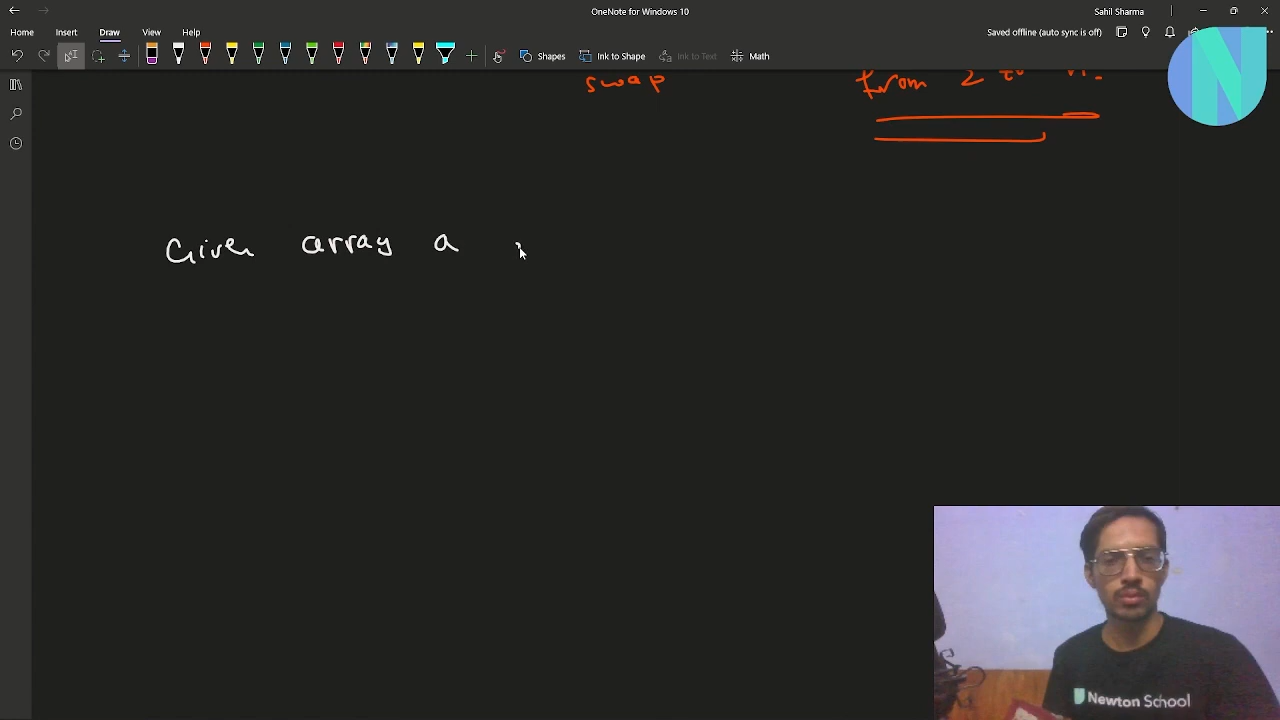 OneNote for Windows 10
Sahil Sharma
Home Insert Draw View Help
Saved offline (auto sync is off)
Shapes Ink to Shape Ink to Text Math
swap
from 2 to
Given array a
Newton School